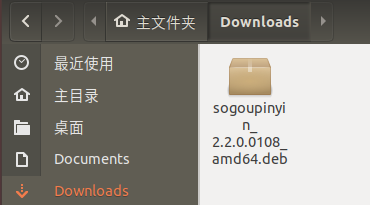 主文件夹
Downloads
最近使用
主目录
桌面
Documents
Downloads
sogoupinyi
n_
2.2.0.0108_
amd64.deb